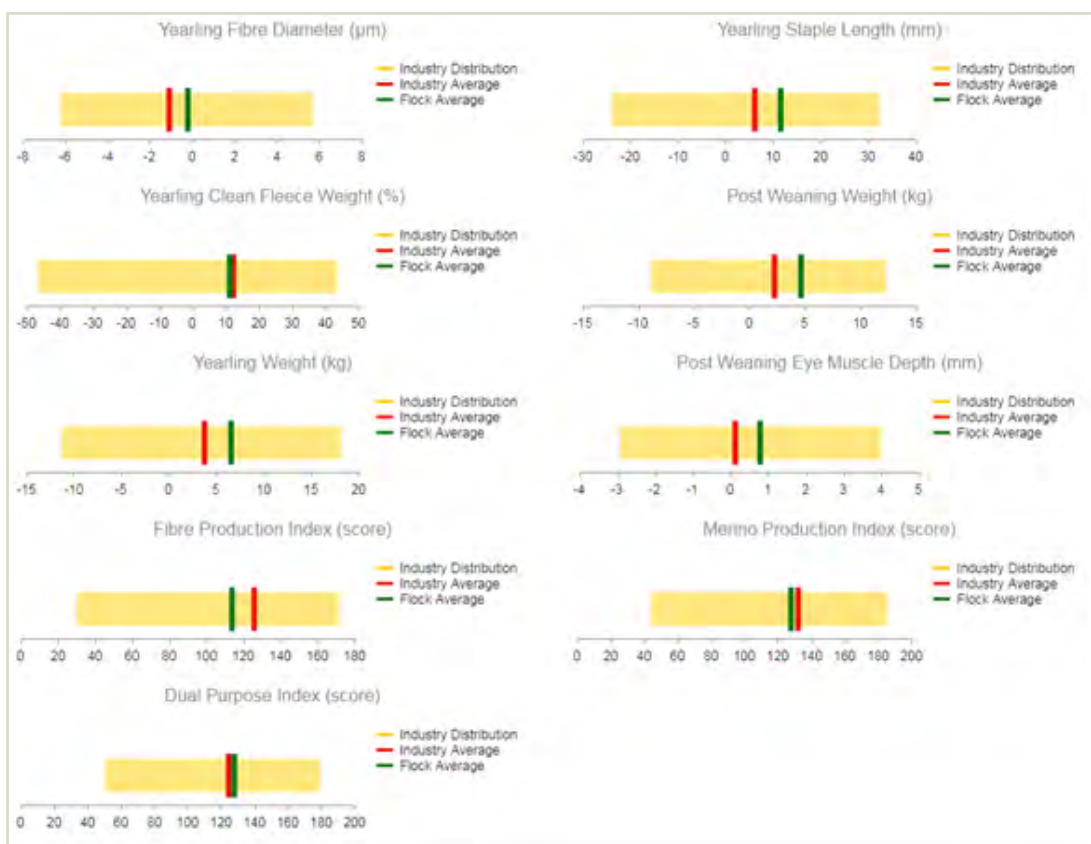 Yearling Fibre Diameter (µm)
Industry Distribution
Industry Average
Flock Average
-8 -6 -4 -2 0 2 4 6 8
Yearling Staple Length (mm)
Industry Distribution
Industry Average
Flock Average
-30 -20 -10 0 10 20 30 40
Yearling Clean Fleece Weight (%)
Industry Distribution
Industry Average
Flock Average
-50 -40 -30 -20 -10 0 10 20 30 40 50
Post Weaning Weight (kg)
Industry Distribution
Industry Average
Flock Average
-15 -10 -5 0 5 10 15
Yearling Weight (kg)
Industry Distribution
Industry Average
Flock Average
-15 -10 -5 0 5 10 15 20
Post Weaning Eye Muscle Depth (mm)
Industry Distribution
Industry Average
Flock Average
-4 -3 -2 -1 0 1 2 3 4 5
Fibre Production Index (score)
Industry Distribution
Industry Average
Flock Average
0 20 40 60 80 100 120 140 160 180
Merino Production Index (score)
Industry Distribution
Industry Average
Flock Average
0 20 40 60 80 100 120 140 160 180 200
Dual Purpose Index (score)
Industry Distribution
Industry Average
Flock Average
0 20 40 60 80 100 120 140 160 180 200